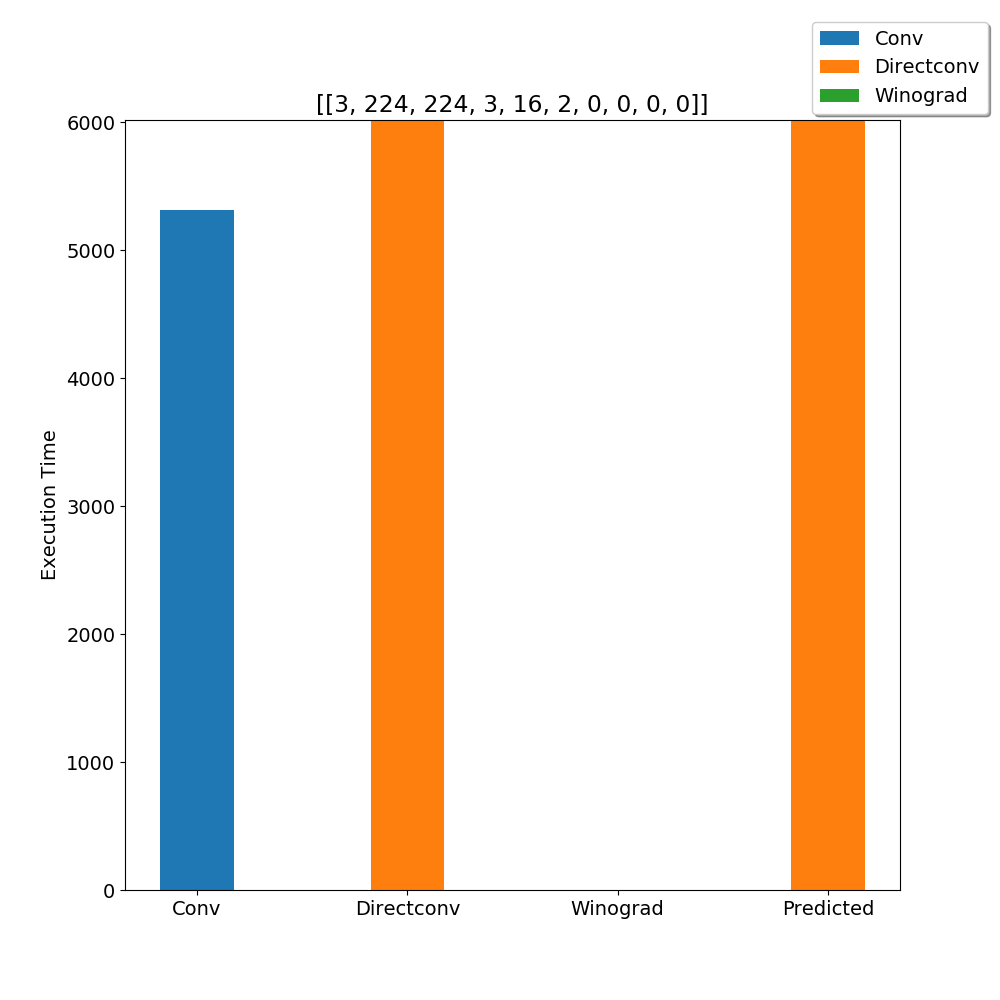 Conv
Directconv
Winograd
[[3, 224, 224, 3, 16, 2, 0, 0, 0, 0]]
6000
5000
4000
3000
2000
1000
0
Execution Time
Conv Directconv Winograd Predicted